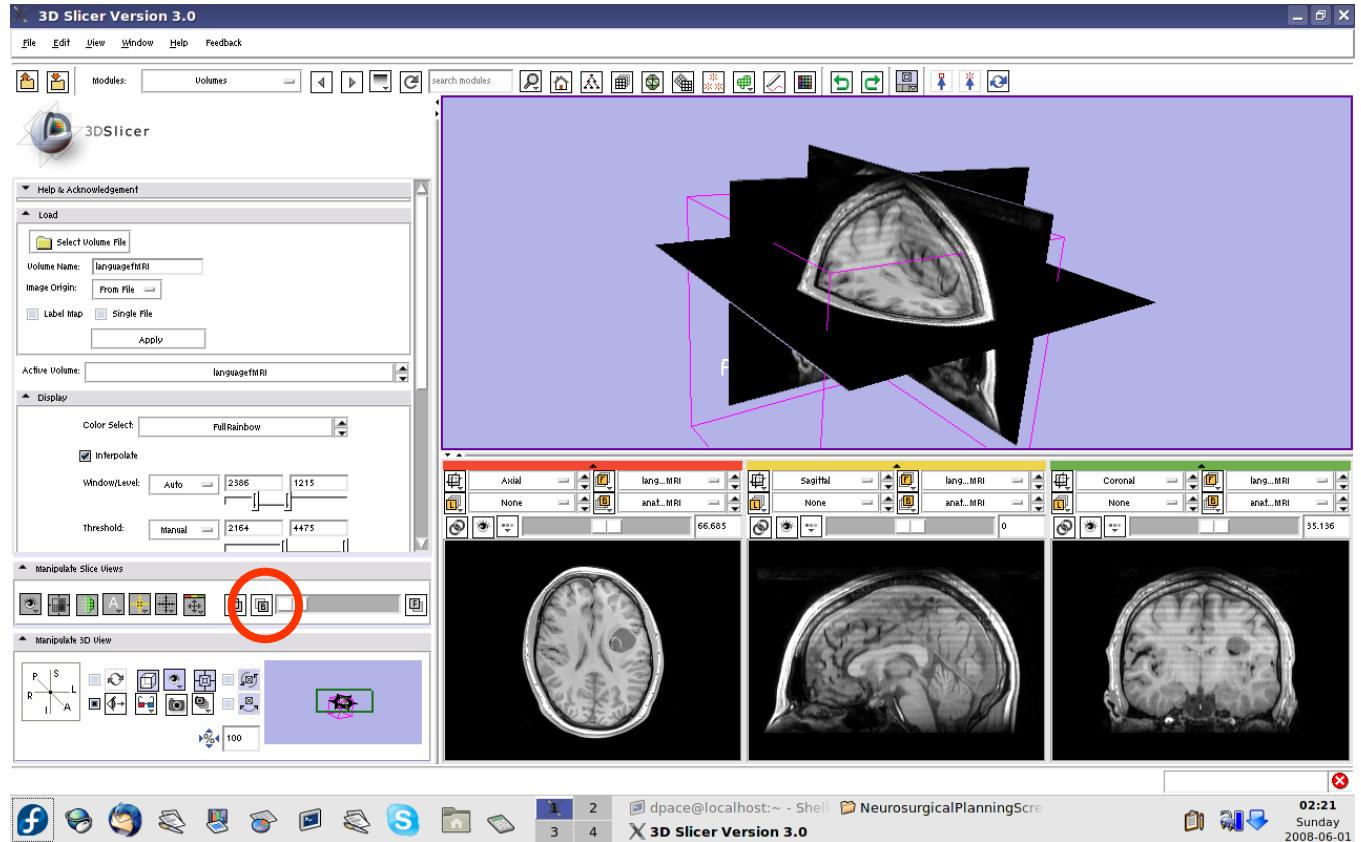 3D Slicer Version 3.0
File Edit View Window Help Feedback
Modules: Volumes search modules
3DSlicer
Help & Acknowledgement
Load
Select Volume File
Volume Name: languagefMRI
Image Origin: From File
Label Map Single File
Apply
Active Volume: languagefMRI
Display
Color Select: FullRainbow
Interpolate
Window/Level: Auto 2386 1215
Threshold: Manual 2164 4475
Manipulate Slice Views
B F
Manipulate 3D View
P S
R L
I A
% 100
Axial F lang...MRI
L None B anat...MRI
66.685
Sagittal F lang...MRI
L None B anat...MRI
0
Coronal F lang...MRI
L None B anat...MRI
35.136
1 2
3 4
dpace@localhost:~ - Shell NeurosurgicalPlanningScre
3D Slicer Version 3.0
02:21
Sunday
2008-06-01